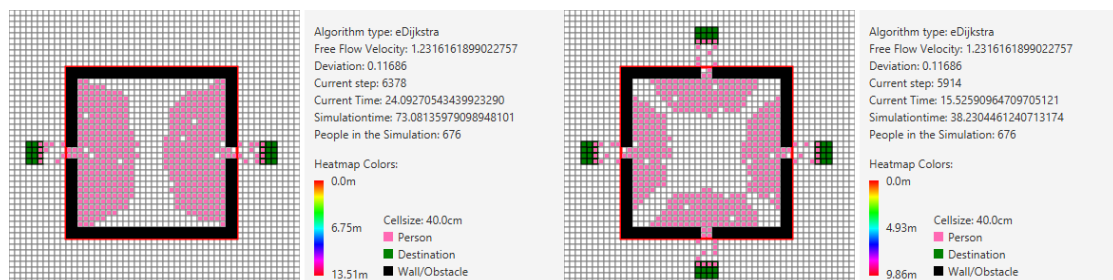 Algorithm type: eDijkstra
Free Flow Velocity: 1.2316161899022757
Deviation: 0.11686
Current step: 6378
Current Time: 24.09270543439923290
Simulationtime: 73.08135979098948101
People in the Simulation: 676
Heatmap Colors:
0.0m
6.75m
13.51m
Cellsize: 40.0cm
Person
Destination
Wall/Obstacle
Algorithm type: eDijkstra
Free Flow Velocity: 1.2316161899022757
Deviation: 0.11686
Current step: 5914
Current Time: 15.52590964709705121
Simulationtime: 38.2304461240713174
People in the Simulation: 676
Heatmap Colors:
0.0m
4.93m
9.86m
Cellsize: 40.0cm
Person
Destination
Wall/Obstacle